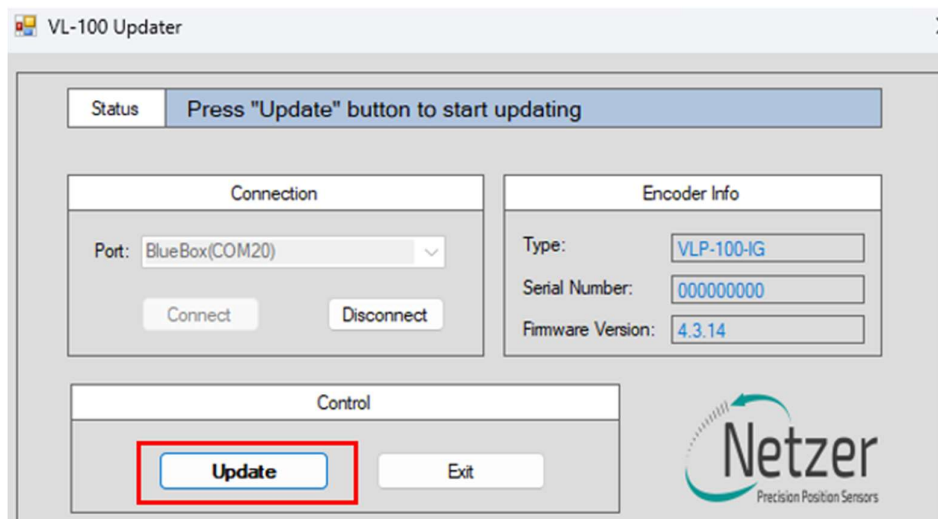 VL-100 Updater
Status
Press "Update" button to start updating
Connection
Port:
BlueBox(COM20)
Connect
Disconnect
Encoder Info
Type:
VLP-100-IG
Serial Number:
000000000
Firmware Version:
4.3.14
Control
Update
Exit
Netzer
Precision Position Sensors